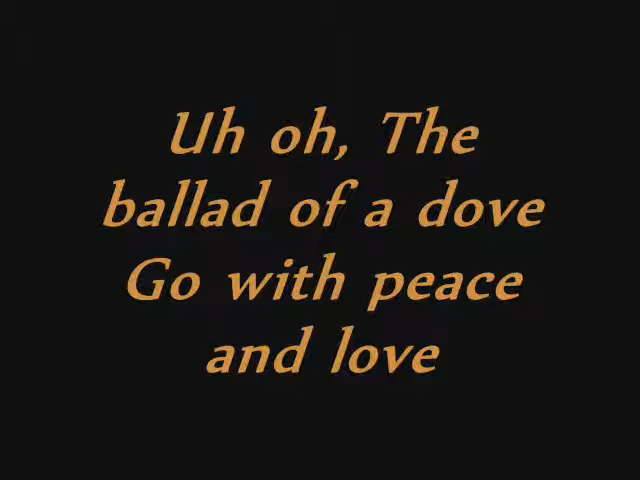 Uh oh, The
ballad of a dove
Go with peace
and love